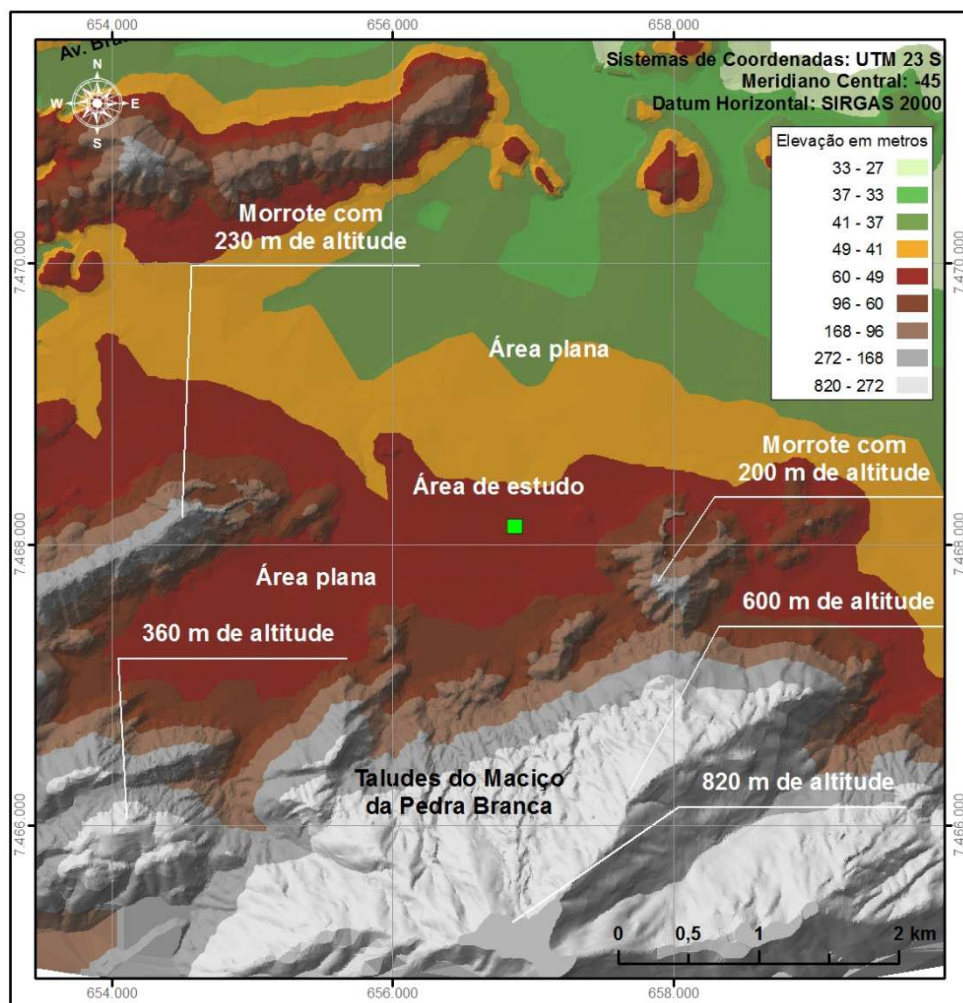 654.000
656.000
658.000
Av. Bra
N
W
E
S
Sistemas de Coordenadas: UTM 23 S
Meridiano Central: -45
Datum Horizontal: SIRGAS 2000
Elevação em metros
33 - 27
37 - 33
41 - 37
49 - 41
60 - 49
96 - 60
168 - 96
272 - 168
820 - 272
Morrote com
230 m de altitude
7.470.000
7.470.000
Área plana
Morrote com
200 m de altitude
Área de estudo
7.468.000
7.468.000
Área plana
600 m de altitude
360 m de altitude
Taludes do Maciço
da Pedra Branca
820 m de altitude
7.466.000
7.466.000
0
0,5
1
2 km
654.000
656.000
658.000